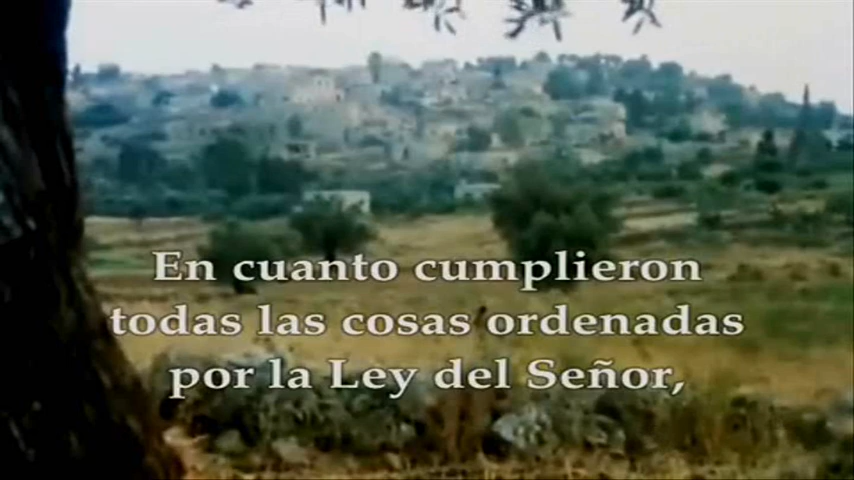 En cuanto cumplieron
todas las cosas ordenadas
por la Ley del Señor,